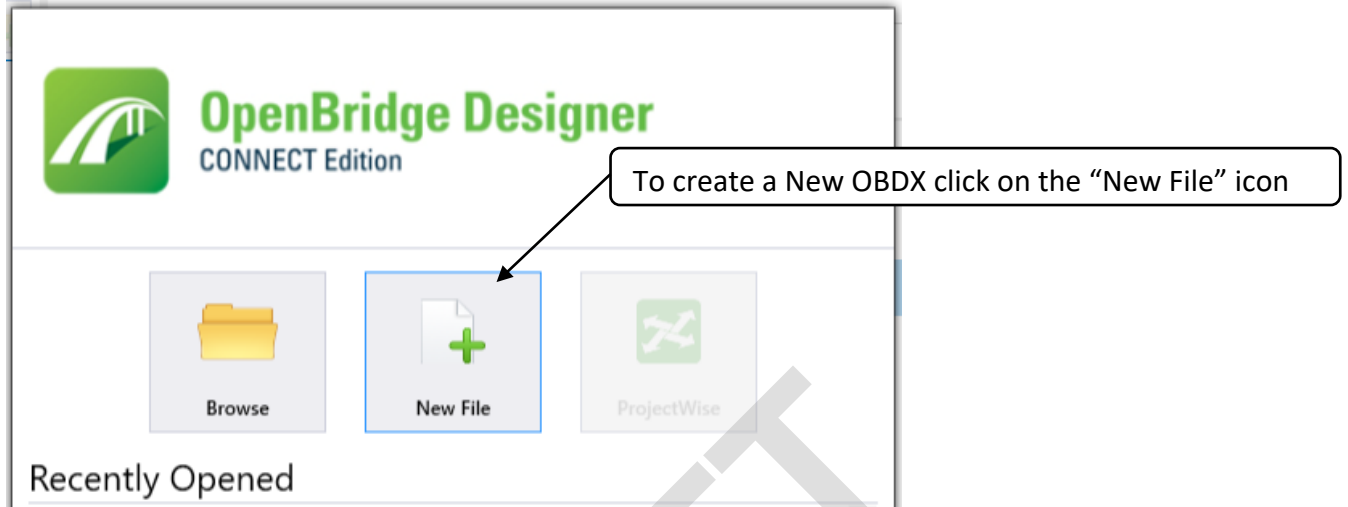 OpenBridge Designer
CONNECT Edition
To create a New OBDX click on the “New File” icon
Browse
New File
ProjectWise
Recently Opened